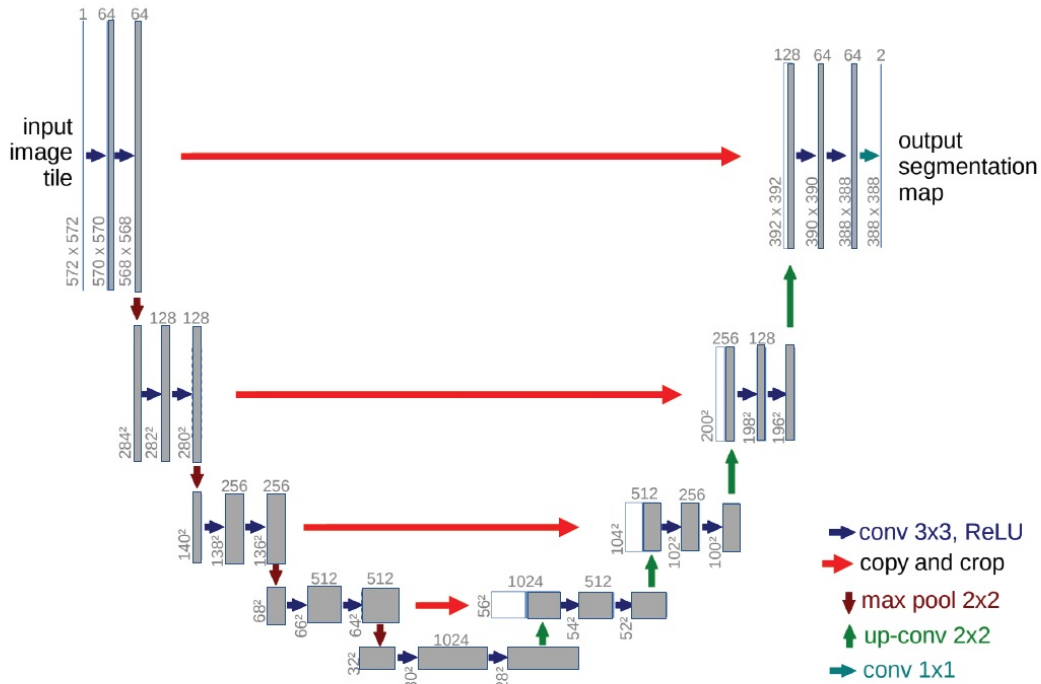 1 64 64
input
image
tile
572 x 572
570 x 570
568 x 568
128 64 64 2
output
segmentation
map
392 x 392
390 x 390
388 x 388
388 x 388
128 128
284²
282²
280²
256 128
200²
198²
196²
256 256
140²
138²
136²
512 256
104²
102²
100²
512 512
68²
66²
64²
1024 512
56²
54²
52²
1024
32²
conv 3x3, ReLU
copy and crop
max pool 2x2
up-conv 2x2
conv 1x1